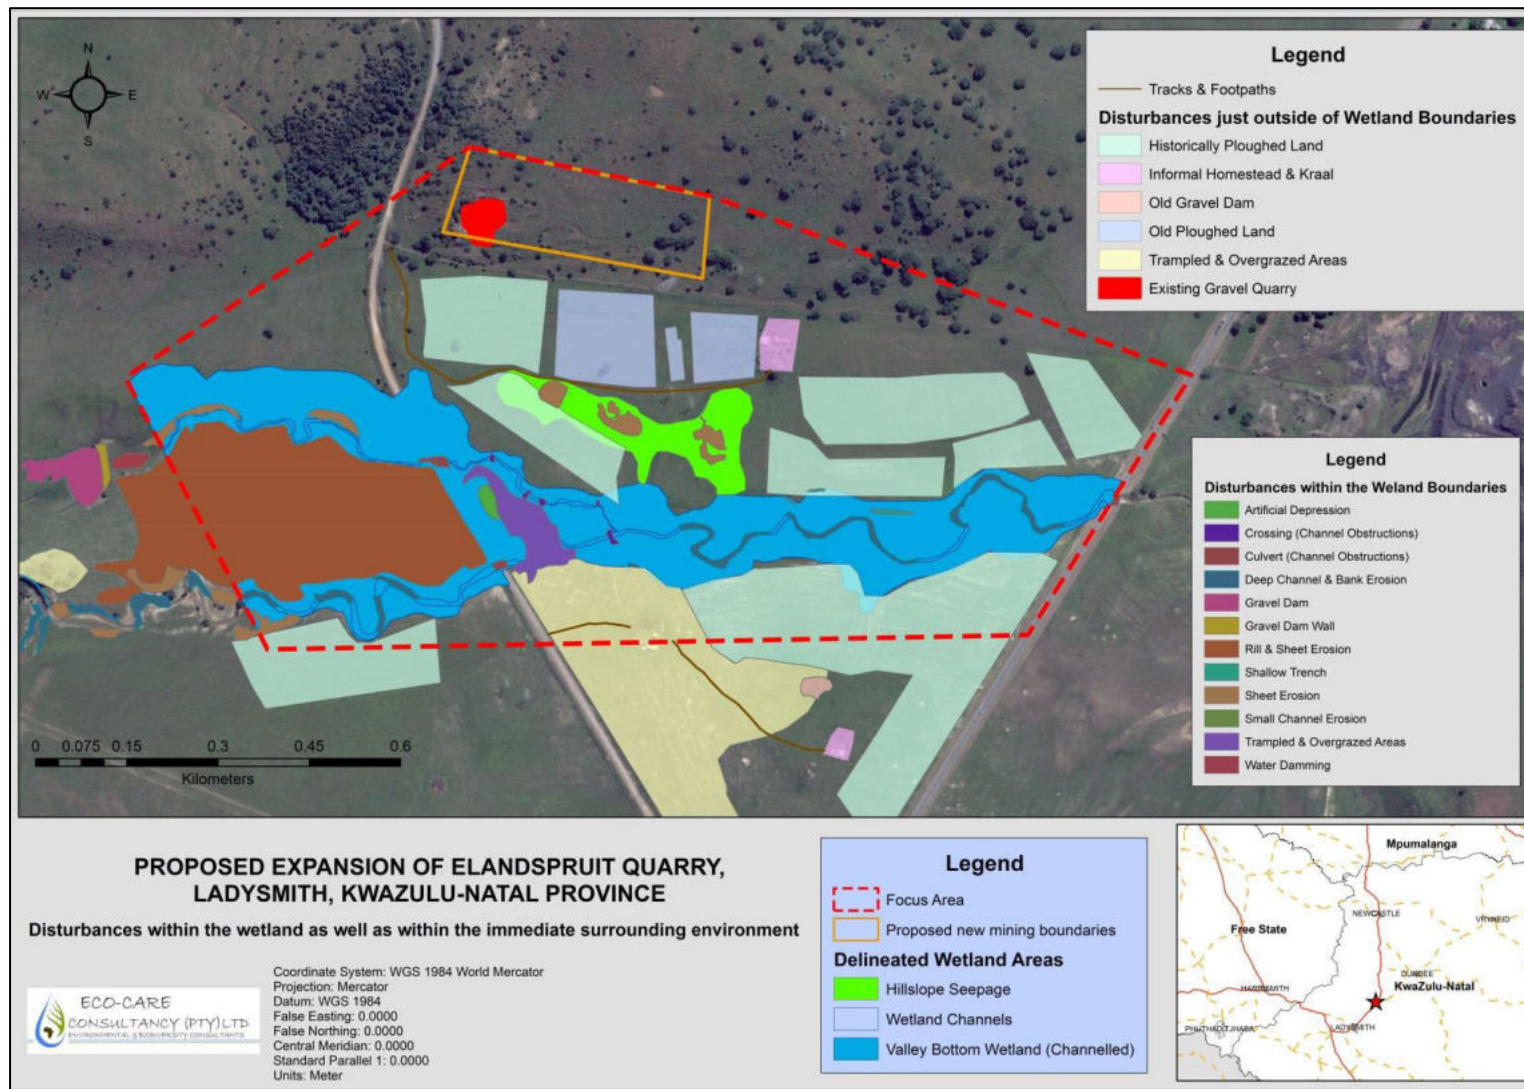 N
W
E
S
Legend
Tracks & Footpaths
Disturbances just outside of Wetland Boundaries
Historically Ploughed Land
Informal Homestead & Kraal
Old Gravel Dam
Old Ploughed Land
Trampled & Overgrazed Areas
Existing Gravel Quarry
Legend
Disturbances within the Weland Boundaries
Artificial Depression
Crossing (Channel Obstructions)
Culvert (Channel Obstructions)
Deep Channel & Bank Erosion
Gravel Dam
Gravel Dam Wall
Rill & Sheet Erosion
Shallow Trench
Sheet Erosion
Small Channel Erosion
Trampled & Overgrazed Areas
Water Damming
0 0.075 0.15 0.3 0.45 0.6
Kilometers
PROPOSED EXPANSION OF ELANDSPRUIT QUARRY,
LADYSMITH, KWAZULU-NATAL PROVINCE
Disturbances within the wetland as well as within the immediate surrounding environment
ECO-CARE
CONSULTANCY (PTY)LTD
ENVIRONMENTAL & BIODIVERSITY CONSULTANTS
Coordinate System: WGS 1984 World Mercator
Projection: Mercator
Datum: WGS 1984
False Easting: 0.0000
False Northing: 0.0000
Central Meridian: 0.0000
Standard Parallel 1: 0.0000
Units: Meter
Legend
Focus Area
Proposed new mining boundaries
Delineated Wetland Areas
Hillslope Seepage
Wetland Channels
Valley Bottom Wetland (Channelled)
Mpumalanga
NEWCASTLE
VRYHEID
Free State
DUNDEE
HARRISMITH
KwaZulu-Natal
PHUTHADITJHABA
LADYSMITH